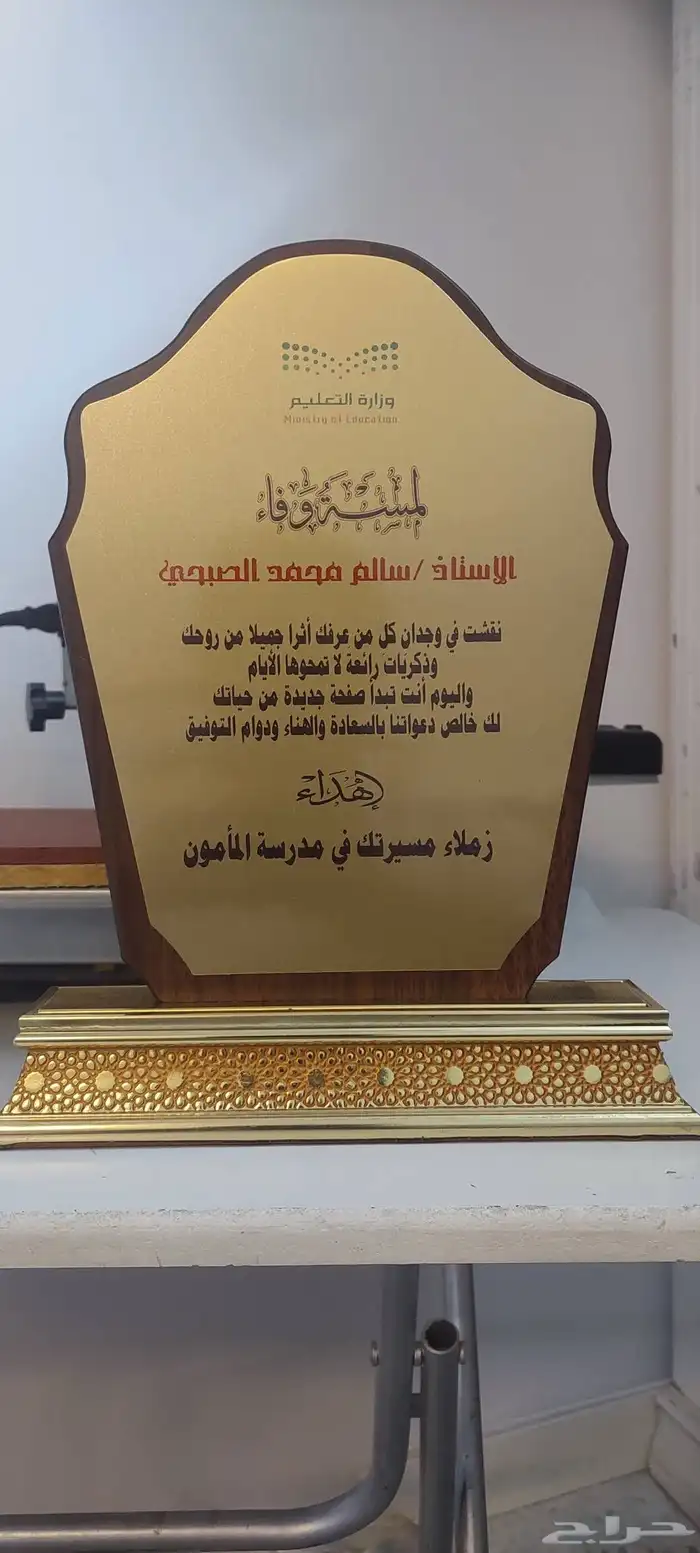 وزارة التعليم
Ministry of Education
لمسة وفاء
الاستاذ /سالم محمد الصبحي
نقشت في وجدان كل من عرفك أثرا جميلا من روحك
وذكريات رائعة لا تمحوها الأيام
واليوم أنت تبدأ صفحة جديدة من حياتك
لك خالص دعواتنا بالسعادة والهناء ودوام التوفيق
إهداء
زملاء مسيرتك في مدرسة المأمون
حراج